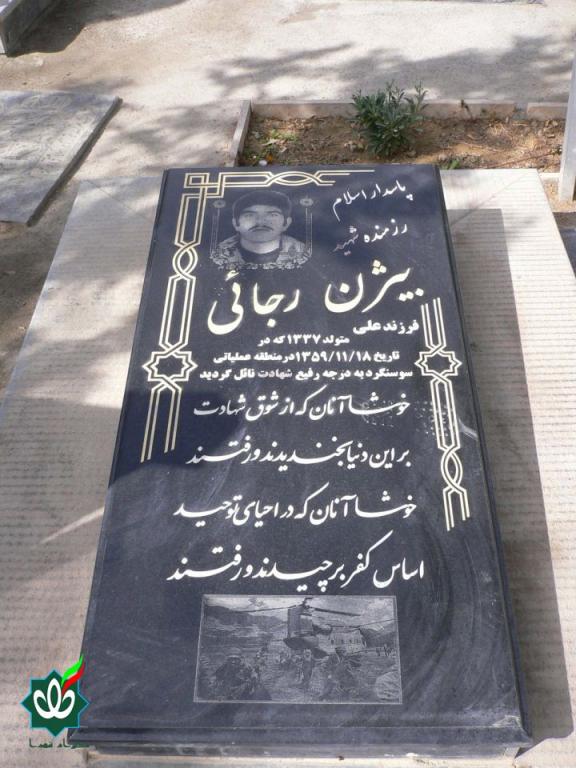 پاسدار اسلام
رزمنده شهید
بیژن رجائی
فرزند علی
متولد ۱۳۳۷ که در
تاریخ ۱۳۵۹/۱۱/۱۸ در منطقه عملیاتی
سوسنگرد به درجه رفیع شهادت نائل گردید
خوشا آنان که از شوق شهادت
بر این دنیا بخندیدند و رفتند
خوشا آنان که در احیای توحید
اساس کفر برچیدند و رفتند